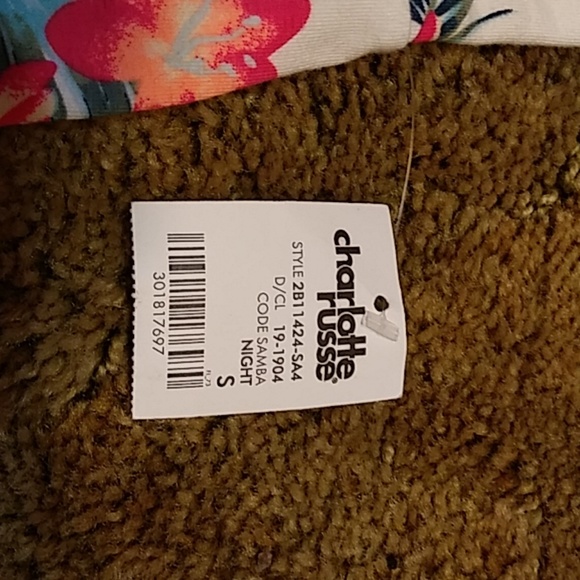 charlotte
russe®
STYLE 2B11424-SA4
D/CL 19-1904
CODE SAMBA
NIGHT
S
301817697